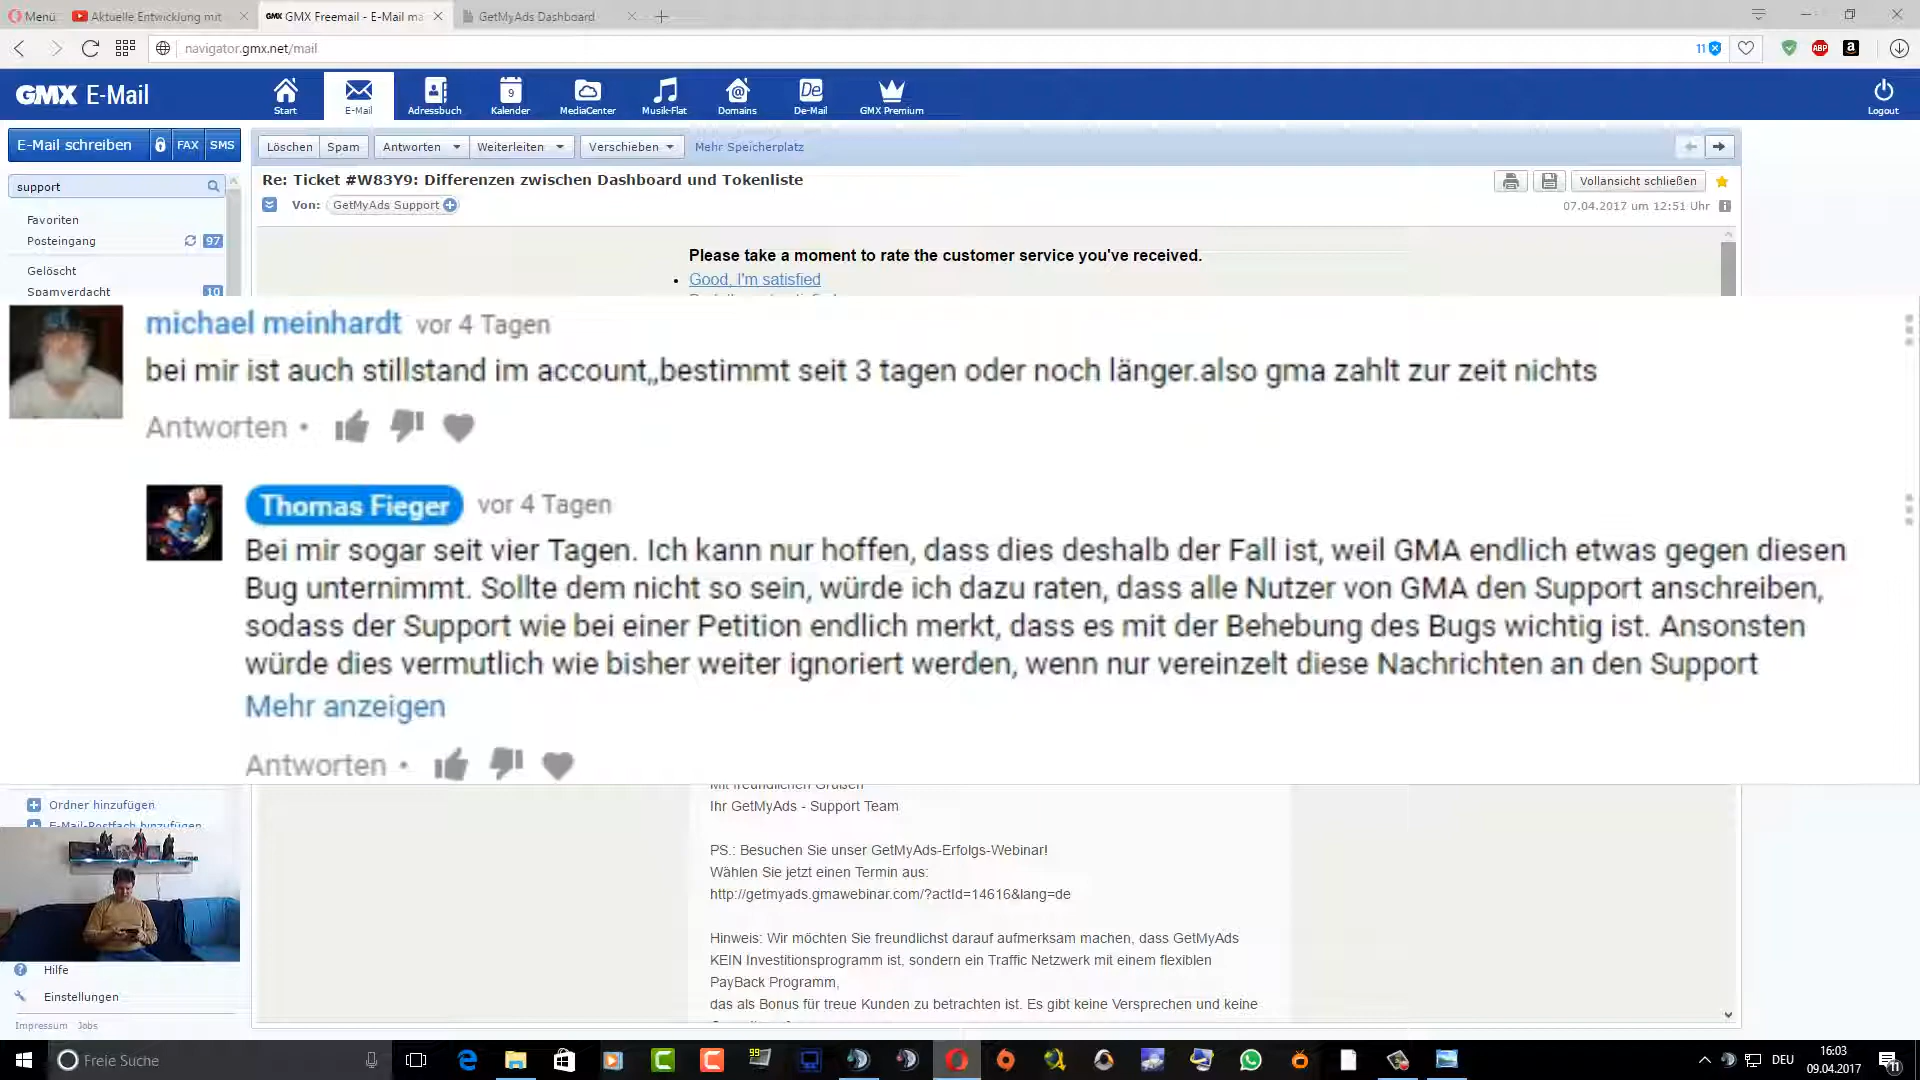 Menü
Aktuelle Entwicklung mit
GMX GMX Freemail - E-Mail ma
GetMyAds Dashboard
navigator.gmx.net/mail
11
ABP
a
GMX E-Mail
Start
E-Mail
Adressbuch
9
Kalender
MediaCenter
Musik-Flat
Domains
De
De-Mail
GMX Premium
Logout
E-Mail schreiben
FAX
SMS
Löschen
Spam
Antworten
Weiterleiten
Verschieben
Mehr Speicherplatz
support
Re: Ticket #W83Y9: Differenzen zwischen Dashboard und Tokenliste
Vollansicht schließen
Von: GetMyAds Support
07.04.2017 um 12:51 Uhr
Favoriten
Posteingang 97
Gelöscht
Spamverdacht 10
Please take a moment to rate the customer service you've received.
Good, I'm satisfied
michael meinhardt vor 4 Tagen
bei mir ist auch stillstand im account,,bestimmt seit 3 tagen oder noch länger.also gma zahlt zur zeit nichts
Antworten •
Thomas Fieger vor 4 Tagen
Bei mir sogar seit vier Tagen. Ich kann nur hoffen, dass dies deshalb der Fall ist, weil GMA endlich etwas gegen diesen
Bug unternimmt. Sollte dem nicht so sein, würde ich dazu raten, dass alle Nutzer von GMA den Support anschreiben,
sodass der Support wie bei einer Petition endlich merkt, dass es mit der Behebung des Bugs wichtig ist. Ansonsten
würde dies vermutlich wie bisher weiter ignoriert werden, wenn nur vereinzelt diese Nachrichten an den Support
Mehr anzeigen
Antworten •
Ordner hinzufügen
E-Mail-Postfach hinzufügen
Mit freundlichen Grüßen
Ihr GetMyAds - Support Team
PS.: Besuchen Sie unser GetMyAds-Erfolgs-Webinar!
Wählen Sie jetzt einen Termin aus:
http://getmyads.gmawebinar.com/?actId=14616&lang=de
Hinweis: Wir möchten Sie freundlichst darauf aufmerksam machen, dass GetMyAds
KEIN Investitionsprogramm ist, sondern ein Traffic Netzwerk mit einem flexiblen
PayBack Programm,
das als Bonus für treue Kunden zu betrachten ist. Es gibt keine Versprechen und keine
Hilfe
Einstellungen
Impressum Jobs
Freie Suche
99
DEU
16:03
09.04.2017
11